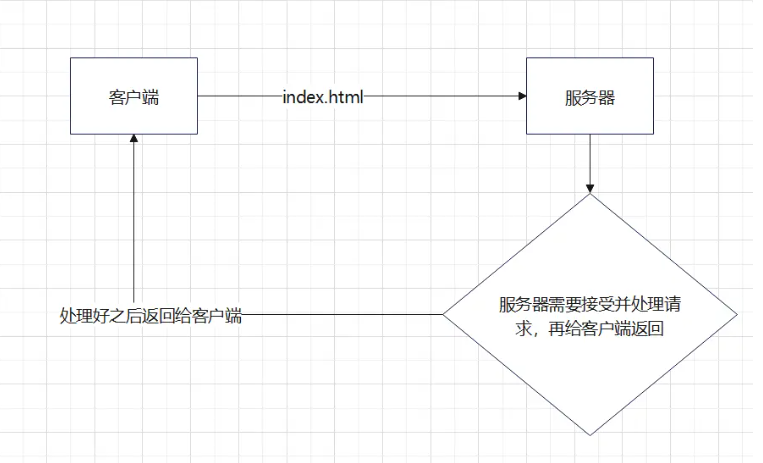 客户端
index.html
服务器
服务器需要接受并处理请
求，再给客户端返回
处理好之后返回给客户端